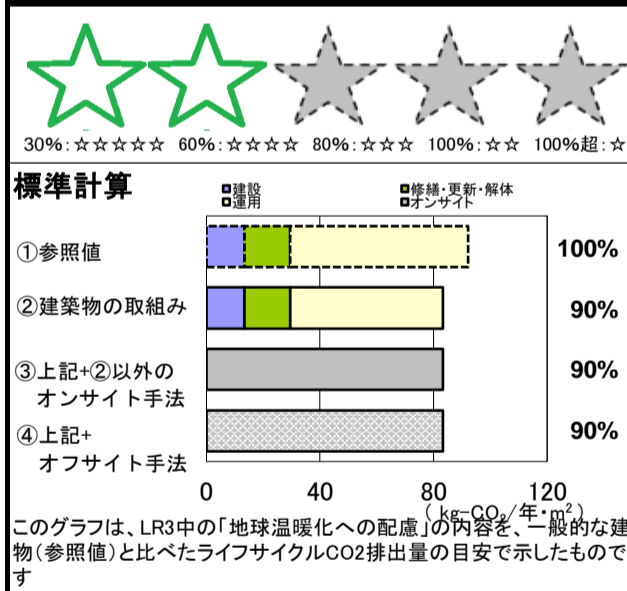 30%:☆☆☆☆☆ 60%:☆☆☆☆ 80%:☆☆☆ 100%:☆☆ 100%超:☆
標準計算
建設 修繕・更新・解体
運用 オンサイト
①参照値 100%
②建築物の取組み 90%
③上記+②以外の 90%
オンサイト手法
④上記+ 90%
オフサイト手法
0 40 80 120
( kg-CO₂/年・m²)
このグラフは、LR3中の「地球温暖化への配慮」の内容を、一般的な建
物(参照値)と比べたライフサイクルCO2排出量の目安で示したもので
す